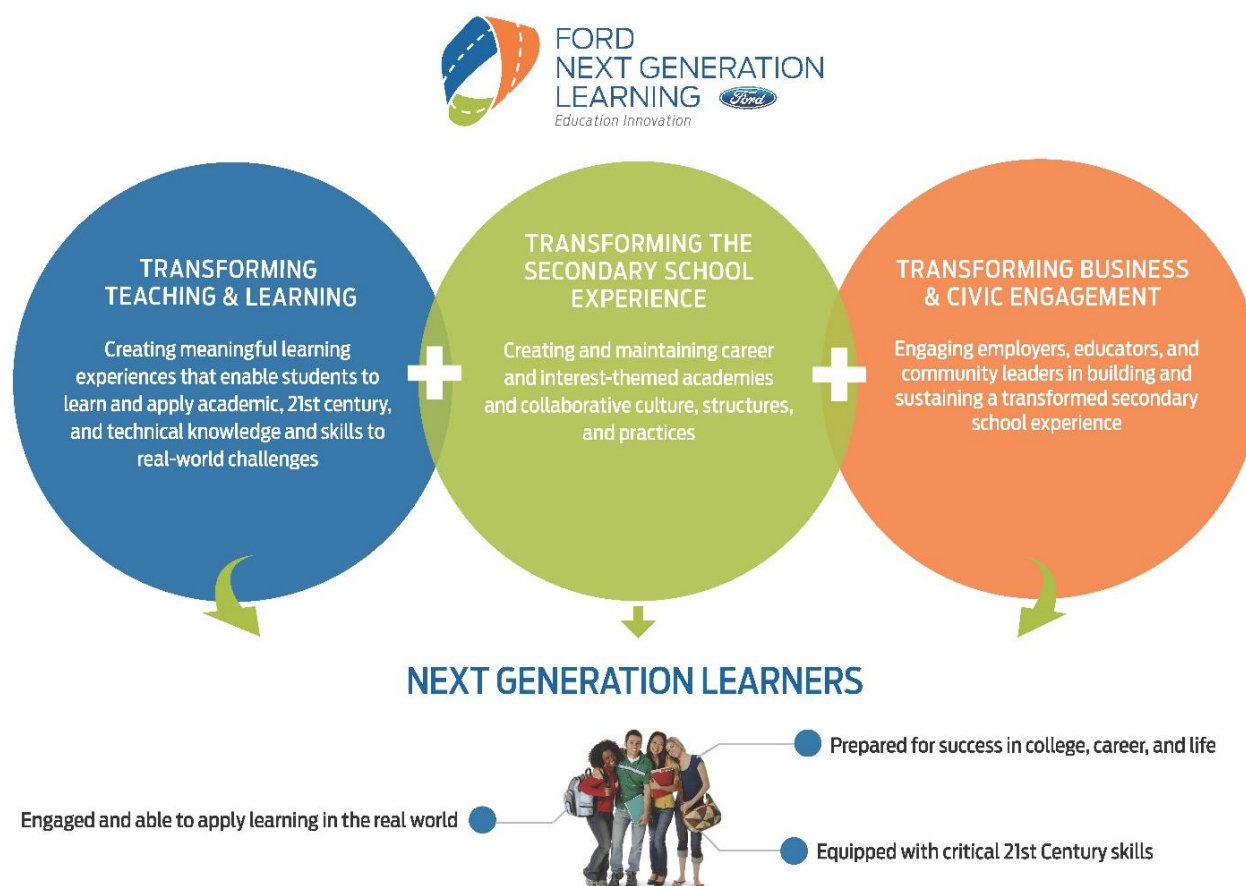 FORD
NEXT GENERATION
LEARNING
Ford
Education Innovation
TRANSFORMING
TEACHING & LEARNING
Creating meaningful learning
experiences that enable students to
learn and apply academic, 21st century,
and technical knowledge and skills to
real-world challenges
TRANSFORMING THE
SECONDARY SCHOOL
EXPERIENCE
Creating and maintaining career
and interest-themed academies
and collaborative culture, structures,
and practices
TRANSFORMING BUSINESS
& CIVIC ENGAGEMENT
Engaging employers, educators, and
community leaders in building and
sustaining a transformed secondary
school experience
NEXT GENERATION LEARNERS
Prepared for success in college, career, and life
Engaged and able to apply learning in the real world
Equipped with critical 21st Century skills